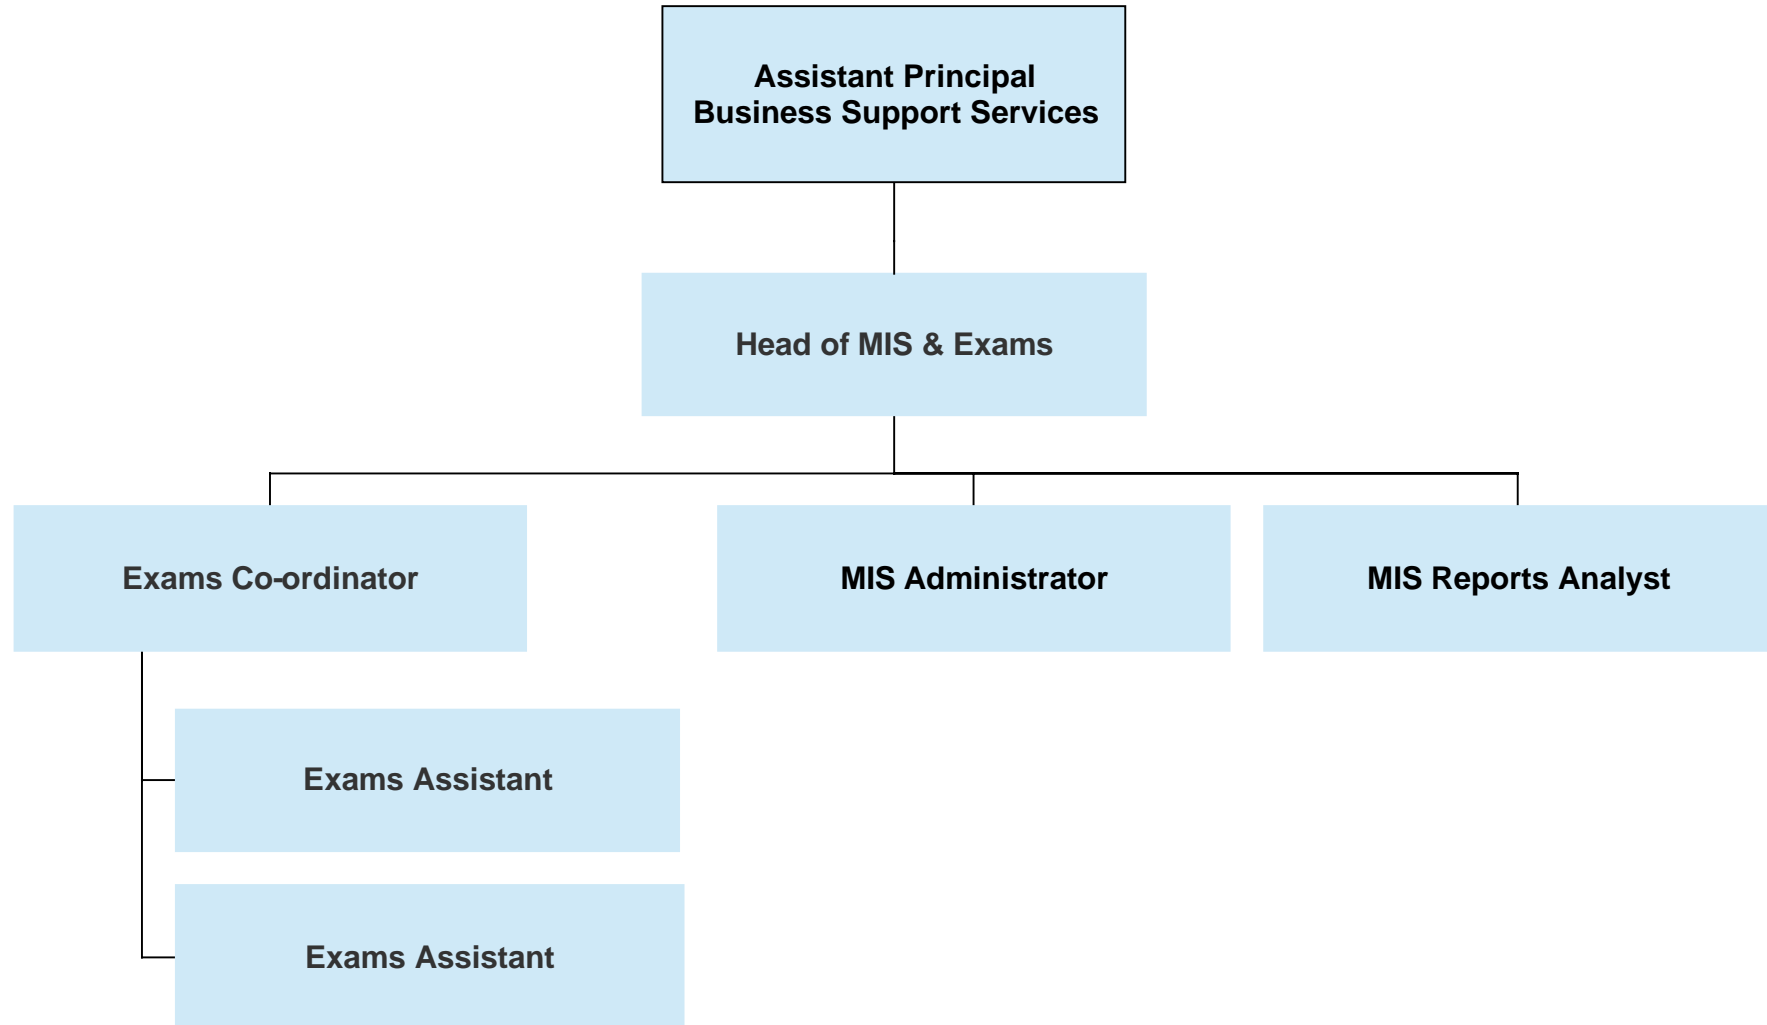 Assistant Principal
Business Support Services
Head of MIS & Exams
Exams Co-ordinator
MIS Administrator
MIS Reports Analyst
Exams Assistant
Exams Assistant